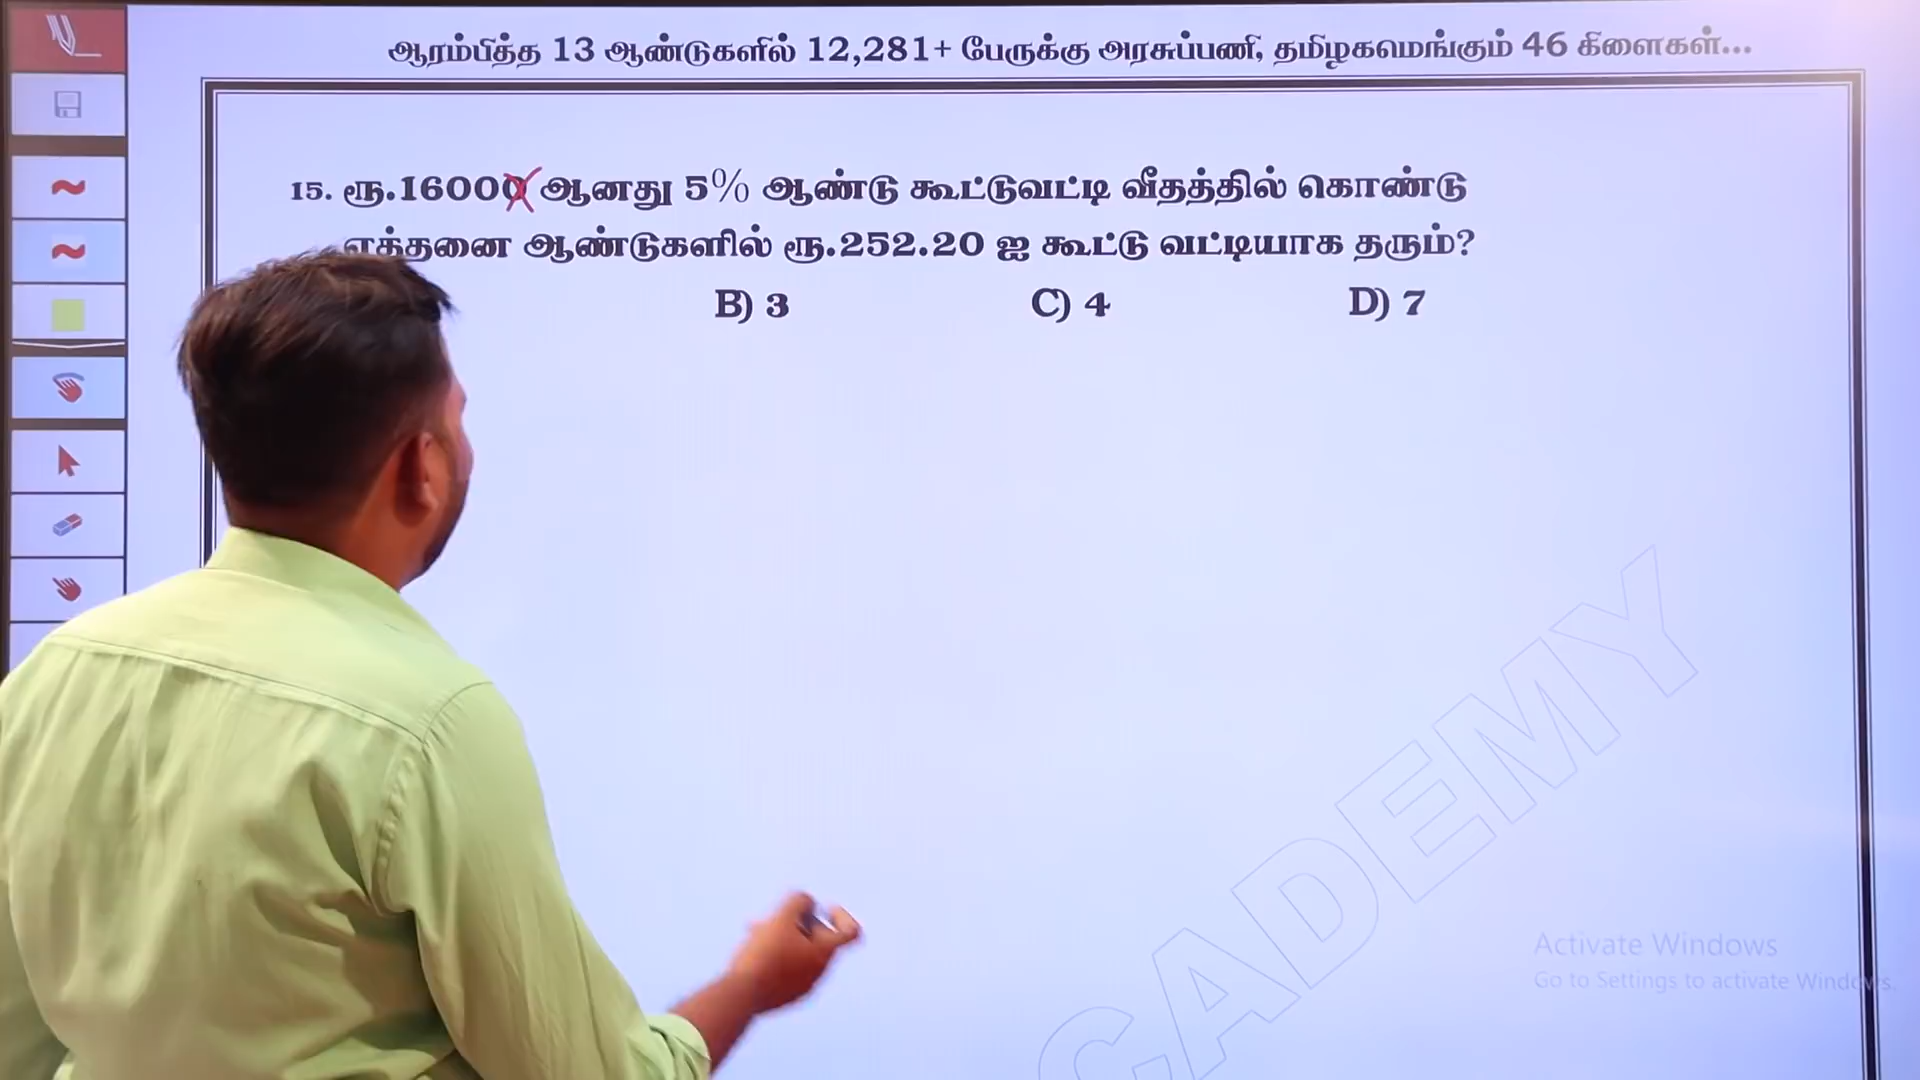 ஆரம்பித்த 13 ஆண்டுகளில் 12,281+ பேருக்கு அரசுப்பணி, தமிழகமெங்கும் 46 கிளைகள்...
15. ரூ.16000 ஆனது 5% ஆண்டு கூட்டுவட்டி வீதத்தில் கொண்டு
எத்தனை ஆண்டுகளில் ரூ.252.20 ஐ கூட்டு வட்டியாக தரும்?
B) 3 C) 4 D) 7
CADEMY
Activate Windows
Go to Settings to activate Windows.